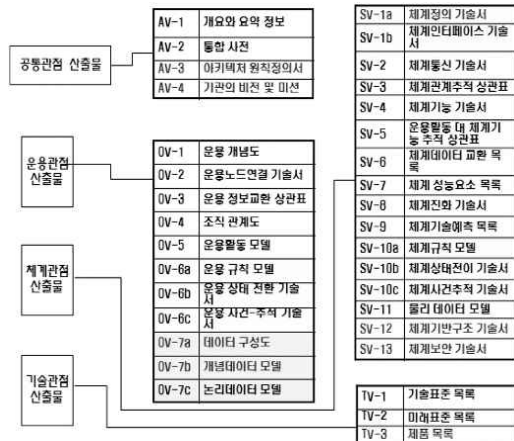 공통관점 산출물
AV-1 개요와 요약 정보
AV-2 통합 사전
AV-3 아키텍처 원칙정의서
AV-4 기관의 비전 및 미션
운용관점
산출물
OV-1 운용 개념도
OV-2 운용노드연결 기술서
OV-3 운용 정보교환 상관표
OV-4 조직 관계도
OV-5 운용활동 모델
OV-6a 운용 규칙 모델
OV-6b 운용 상태 전환 기술
서
OV-6c 운용 사건-추적 기술
서
OV-7a 데이터 구성도
OV-7b 개념데이터 모델
OV-7c 논리데이터 모델
체계관점
산출물
SV-1a 체계정의 기술서
SV-1b 체계인터페이스 기술
서
SV-2 체계통신 기술서
SV-3 체계관계추적 상관표
SV-4 체계기능 기술서
SV-5 운용활동 대 체계기
능 추적 상관표
SV-6 체계데이터 교환 목
록
SV-7 체계 성능요소 목록
SV-8 체계진화 기술서
SV-9 체계기술예측 목록
SV-10a 체계규칙 모델
SV-10b 체계상태전이 기술서
SV-10c 체계사건추적 기술서
SV-11 물리 데이터 모델
SV-12 체계기반구조 기술서
SV-13 체계보안 기술서
기술관점
산출물
TV-1 기술표준 목록
TV-2 미래표준 목록
TV-3 제품 목록